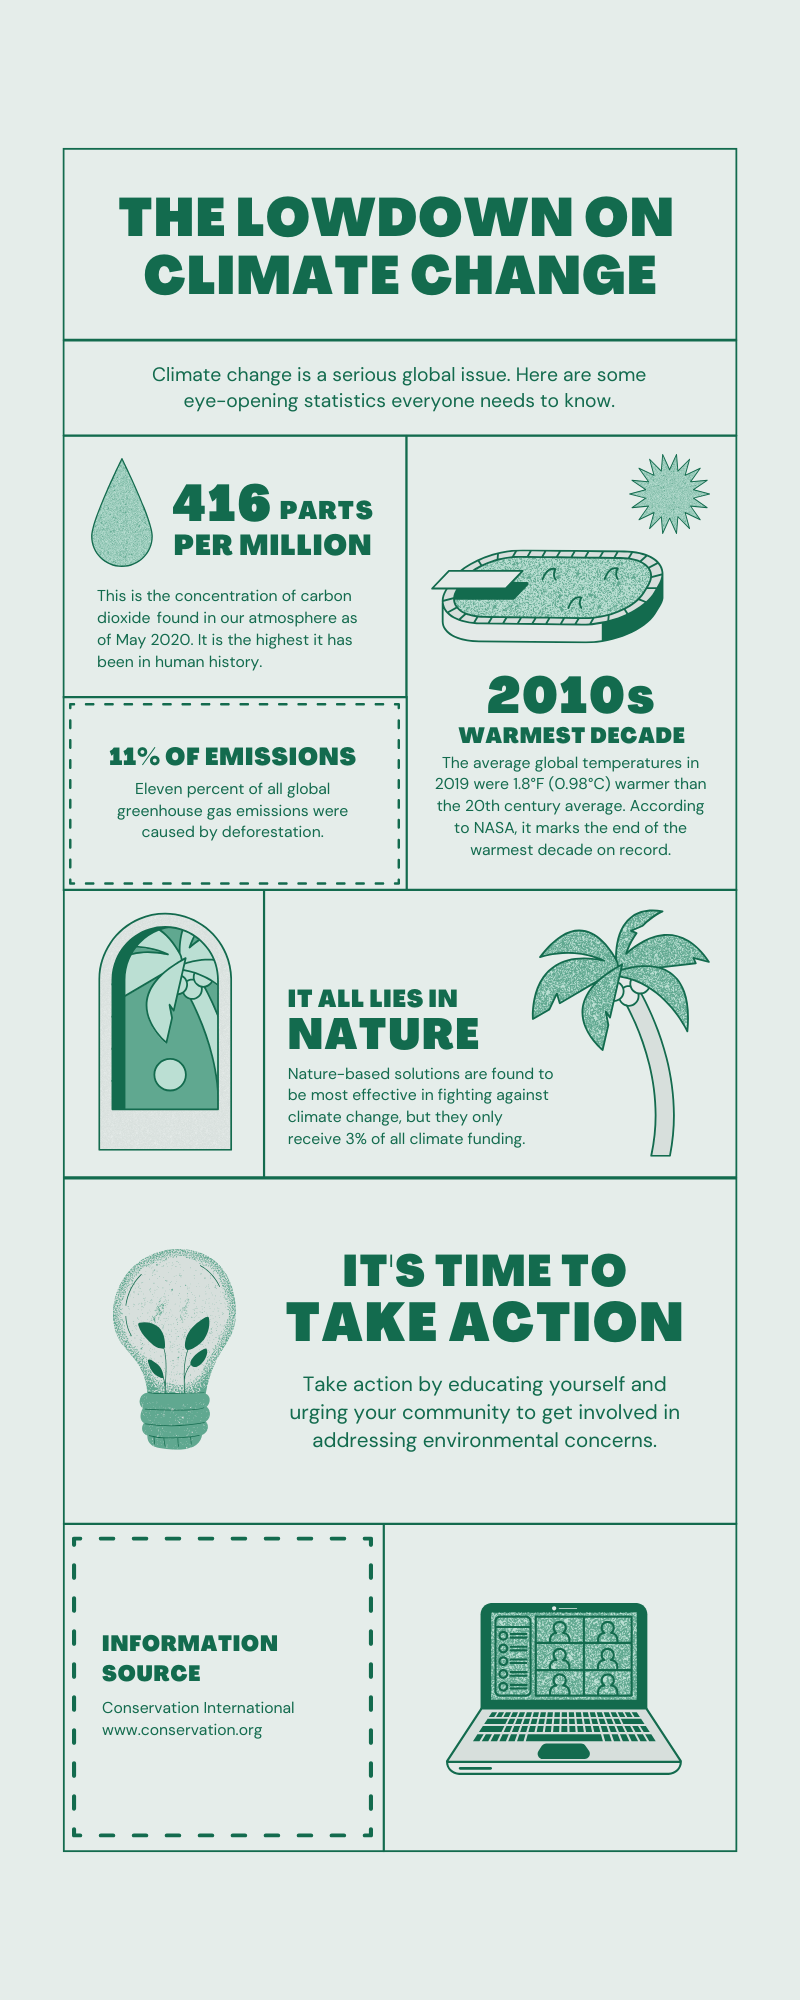 THE LOWDOWN ON
CLIMATE CHANGE
Climate change is a serious global issue. Here are some
eye-opening statistics everyone needs to know.
416 PARTS
PER MILLION
This is the concentration of carbon
dioxide found in our atmosphere as
of May 2020. It is the highest it has
been in human history.
11% OF EMISSIONS
Eleven percent of all global
greenhouse gas emissions were
caused by deforestation.
2010s
WARMEST DECADE
The average global temperatures in
2019 were 1.8°F (0.98°C) warmer than
the 20th century average. According
to NASA, it marks the end of the
warmest decade on record.
IT ALL LIES IN
NATURE
Nature-based solutions are found to
be most effective in fighting against
climate change, but they only
receive 3% of all climate funding.
IT'S TIME TO
TAKE ACTION
Take action by educating yourself and
urging your community to get involved in
addressing environmental concerns.
INFORMATION
SOURCE
Conservation International
www.conservation.org